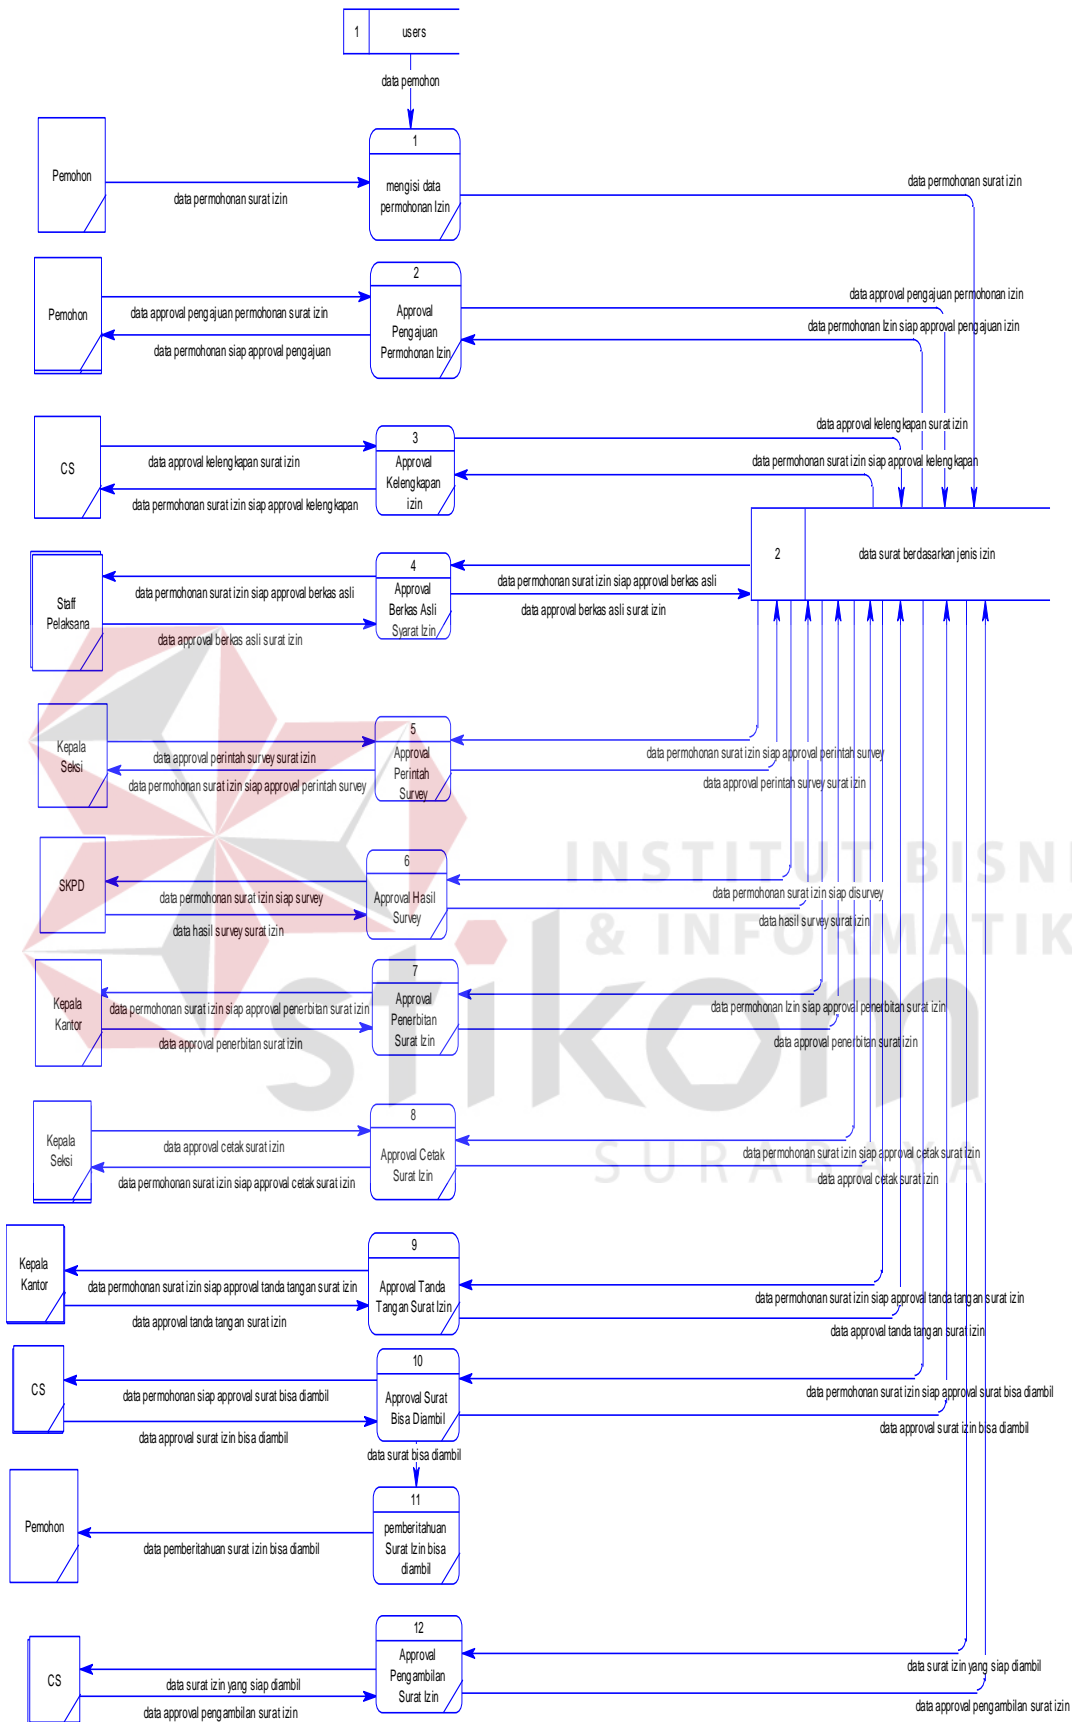 1
users
data pemohon
Pemohon
data permohonan surat izin
1
mengisi data
permohonan Izin
data permohonan surat izin
Pemohon
data approval pengajuan permohonan surat izin
data permohonan siap approval pengajuan
2
Approval
Pengajuan
Permohonan Izin
data approval pengajuan permohonan izin
data permohonan Izin siap approval pengajuan izin
CS
data approval kelengkapan surat izin
data permohonan surat izin siap approval kelengkapan
3
Approval
Kelengkapan
izin
data approval kelengkapan surat izin
data permohonan surat izin siap approval kelengkapan
2
data surat berdasarkan jenis izin
Staff
Pelaksana
data permohonan surat izin siap approval berkas asli
data approval berkas asli surat izin
4
Approval
Berkas Asli
Syarat Izin
data permohonan surat izin siap approval berkas asli
data approval berkas asli surat izin
Kepala
Seksi
data approval perintah survey surat izin
data permohonan surat izin siap approval perintah survey
5
Approval
Perintah
Survey
data permohonan surat izin siap approval perintah survey
data approval perintah survey surat izin
SKPD
data permohonan surat izin siap survey
data hasil survey surat izin
6
Approval Hasil
Survey
data permohonan surat izin siap disurvey
data hasil survey surat izin
INSTITUT BISNI
& INFORMATIK
stikom
SURABAYA
Kepala
Kantor
data permohonan surat izin siap approval penerbitan surat izin
data approval penerbitan surat izin
7
Approval
Penerbitan
Surat Izin
data permohonan Izin siap approval penerbitan surat izin
data approval penerbitan surat izin
Kepala
Seksi
data approval cetak surat izin
data permohonan surat izin siap approval cetak surat izin
8
Approval Cetak
Surat Izin
data permohonan surat izin siap approval cetak surat izin
data approval cetak surat izin
Kepala
Kantor
data permohonan surat izin siap approval tanda tangan surat izin
data approval tanda tangan surat izin
9
Approval Tanda
Tangan Surat Izin
data permohonan surat izin siap approval tanda tangan surat izin
data approval tanda tangan surat izin
CS
data permohonan siap approval surat bisa diambil
data approval surat izin bisa diambil
10
Approval Surat
Bisa Diambil
data permohonan surat izin siap approval surat bisa diambil
data approval surat izin bisa diambil
data surat bisa diambil
Pemohon
data pemberitahuan surat izin bisa diambil
11
pemberitahuan
Surat Izin bisa
diambil
CS
data surat izin yang siap diambil
data approval pengambilan surat izin
12
Approval
Pengambilan
Surat Izin
data surat izin yang siap diambil
data approval pengambilan surat izin